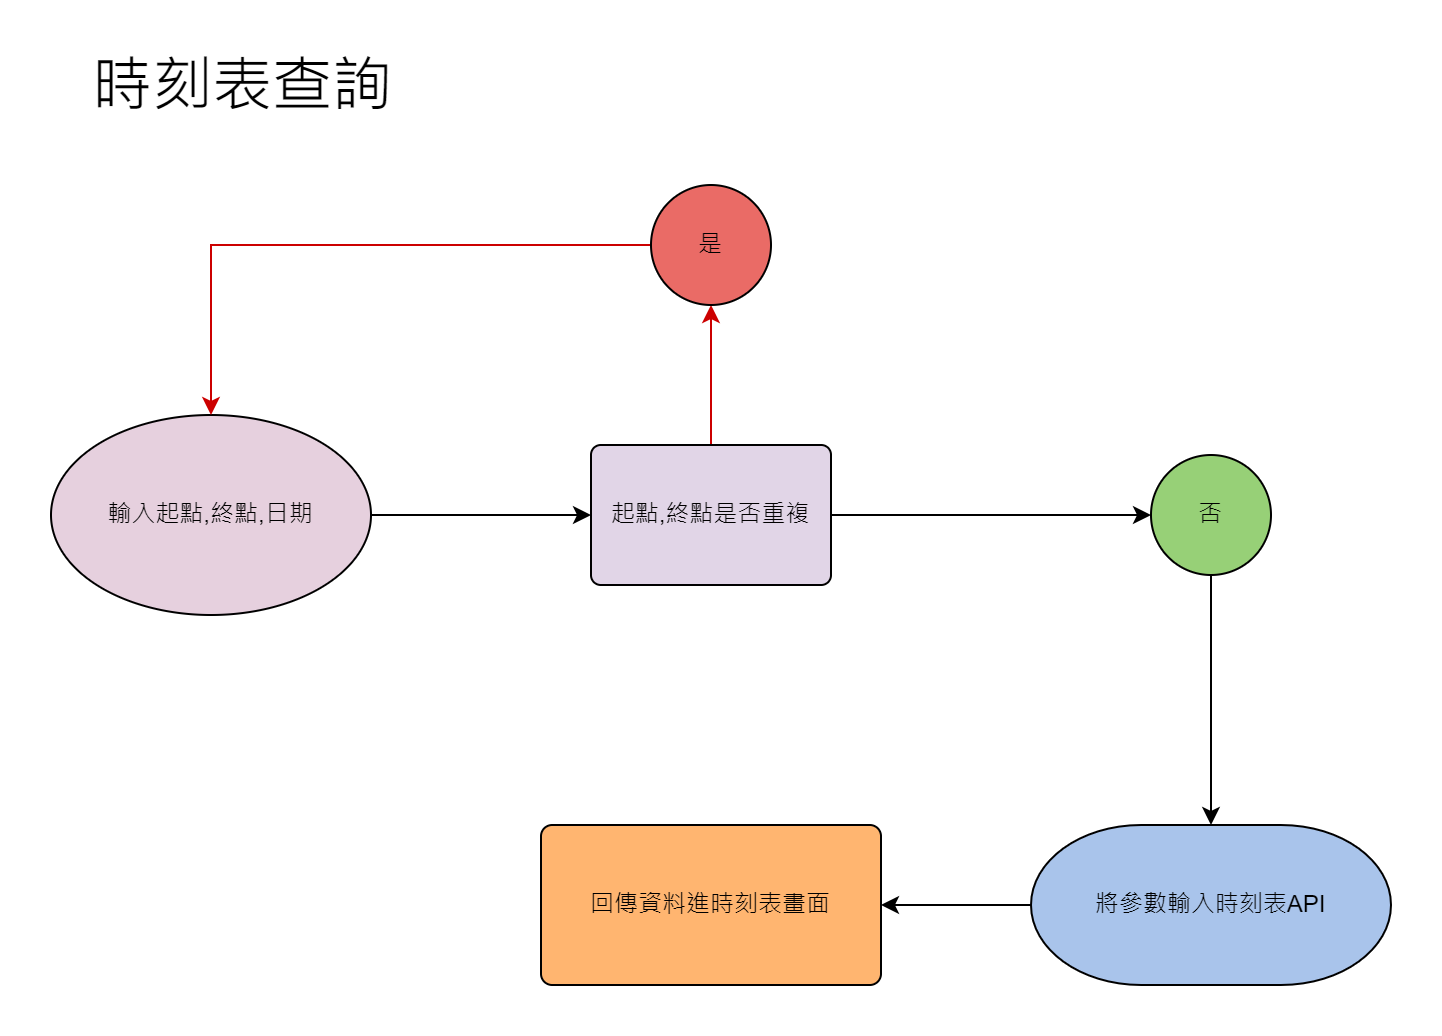 時刻表查詢
是
輸入起點,終點,日期
起點,終點是否重複
否
回傳資料進時刻表畫面
將參數輸入時刻表API